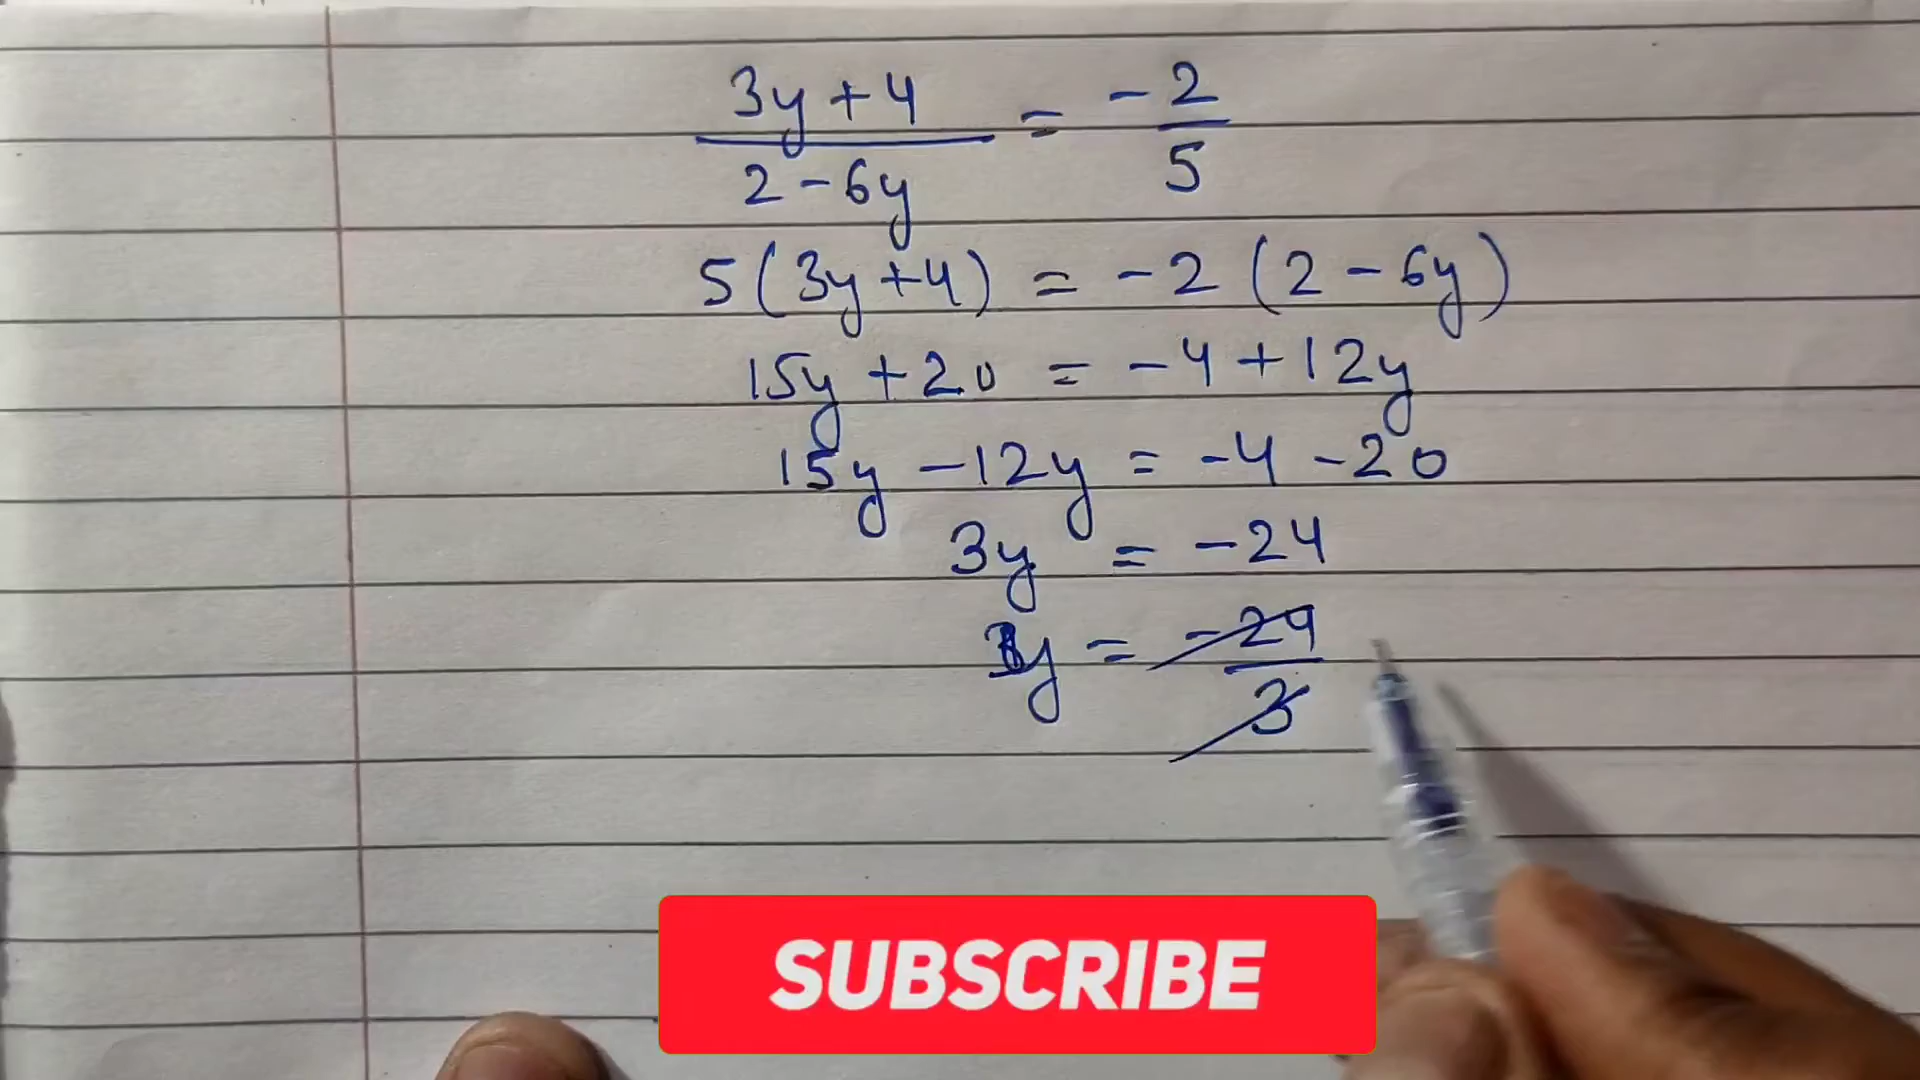 3y + 4 / 2 - 6y = - 2 / 5
5 ( 3y + 4 ) = - 2 ( 2 - 6y )
15y + 20 = - 4 + 12y
15y - 12y = - 4 - 20
3y = - 24
y = - 24 / 3
SUBSCRIBE